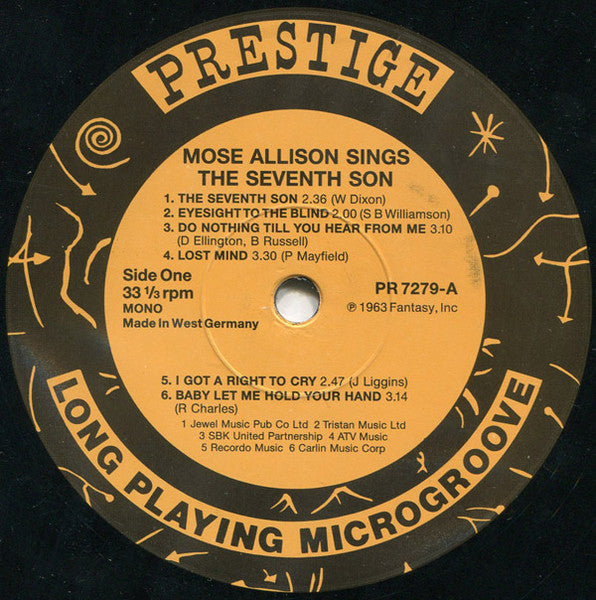 PRESTIGE
MOSE ALLISON SINGS
THE SEVENTH SON
1. THE SEVENTH SON 2.36 (W Dixon)
2. EYESIGHT TO THE BLIND 2.00 (S B Williamson)
3. DO NOTHING TILL YOU HEAR FROM ME 3.10
(D Ellington, B Russell)
4. LOST MIND 3.30 (P Mayfield)
Side One
33 ⅓ rpm
MONO
Made In West Germany
PR 7279-A
℗ 1963 Fantasy, Inc
5. I GOT A RIGHT TO CRY 2.47 (J Liggins)
6. BABY LET ME HOLD YOUR HAND 3.14
(R Charles)
1 Jewel Music Pub Co Ltd 2 Tristan Music Ltd
3 SBK United Partnership 4 ATV Music
5 Recordo Music 6 Carlin Music Corp
LONG PLAYING MICROGROOVE